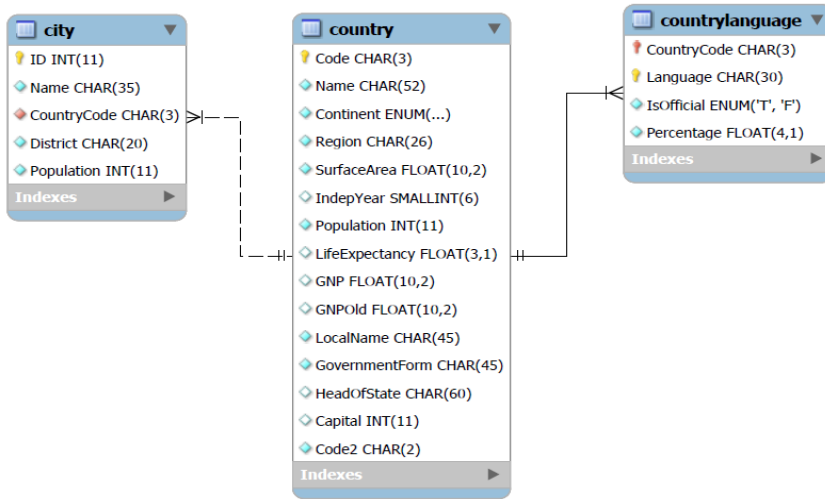 city
ID INT(11)
Name CHAR(35)
CountryCode CHAR(3)
District CHAR(20)
Population INT(11)
Indexes
country
Code CHAR(3)
Name CHAR(52)
Continent ENUM(...)
Region CHAR(26)
SurfaceArea FLOAT(10,2)
IndepYear SMALLINT(6)
Population INT(11)
LifeExpectancy FLOAT(3,1)
GNP FLOAT(10,2)
GNPOld FLOAT(10,2)
LocalName CHAR(45)
GovernmentForm CHAR(45)
HeadOfState CHAR(60)
Capital INT(11)
Code2 CHAR(2)
Indexes
countrylanguage
CountryCode CHAR(3)
Language CHAR(30)
IsOfficial ENUM('T', 'F')
Percentage FLOAT(4,1)
Indexes